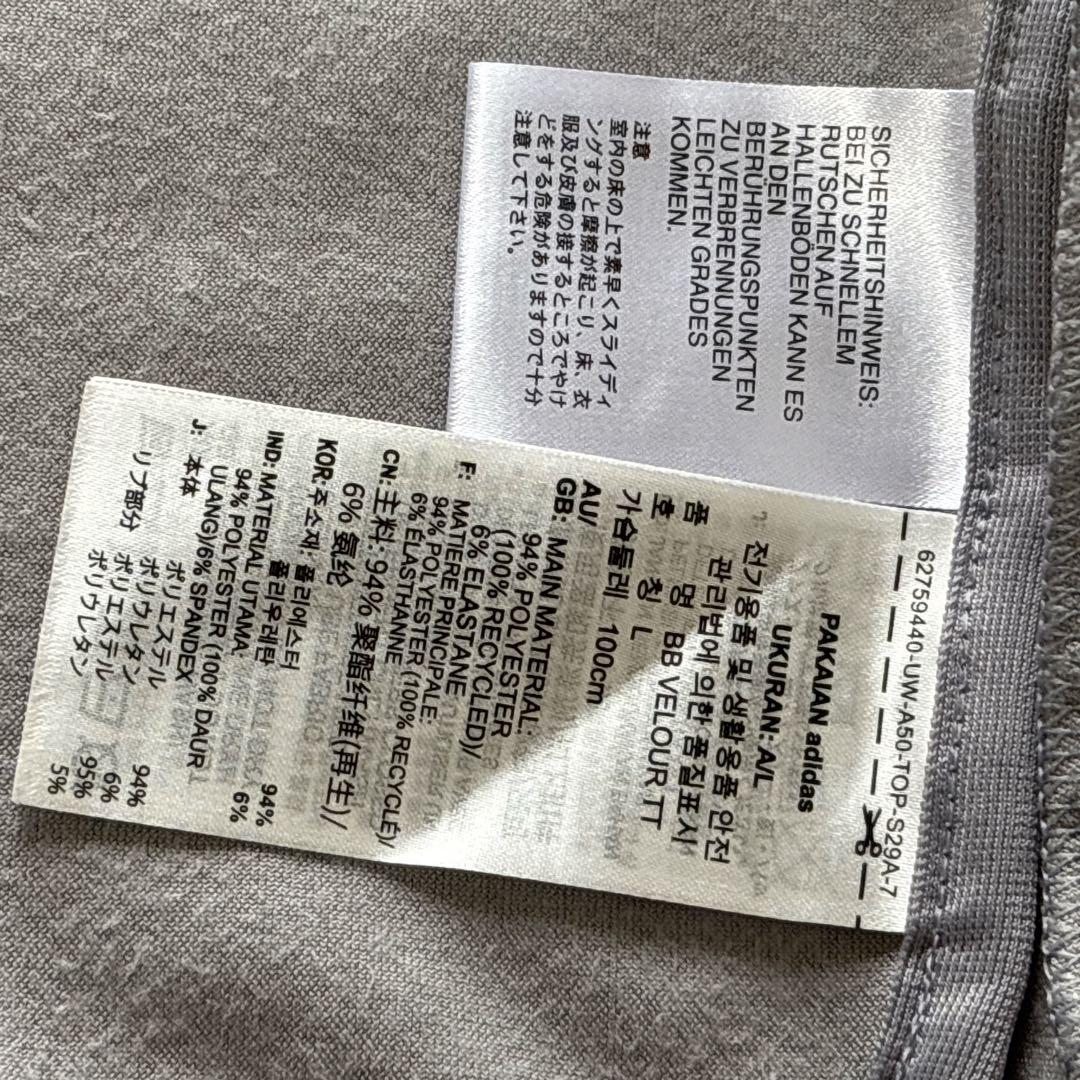 SICHERHEITSHINWEIS:
BEI ZU SCHNELLEM
RUTSCHEN AUF
HALLENBÖDEN KANN ES
AN DEN
BERÜHRUNGSPUNKTEN
ZU VERBRENNUNGEN
LEICHTEN GRADES
KOMMEN.
注意
室内の床の上で素早くスライディ
ングすると摩擦が起こり、床、衣
服及び皮膚の接するところでやけ
どをする危険がありますので十分
注意して下さい。
62759440-UW-A50-TOP-S29A-7
PAKAIAN adidas
UKURAN: A/L
전기용품 및 생활용품 안전
관리법에 의한 품질표시
품 명 BB VELOUR TT
호 칭 L
가슴둘레 100cm
AU/
GB: MAIN MATERIAL:
94% POLYESTER
(100% RECYCLED)/
6% ELASTANE
F: MATIERE PRINCIPALE:
94% POLYESTER (100% RECYCLÉ)/
6% ÉLASTHANNE
CN: 主料: 94% 聚酯纤维(再生)/
6% 氨纶
KOR: 주소재: 폴리에스터 94%
폴리우레탄 6%
IND: MATERIAL UTAMA:
94% POLYESTER (100% DAUR
ULANG)/6% SPANDEX
J: 本体 ポリエステル 94%
ポリウレタン 6%
リブ部分 ポリエステル 95%
ポリウレタン 5%